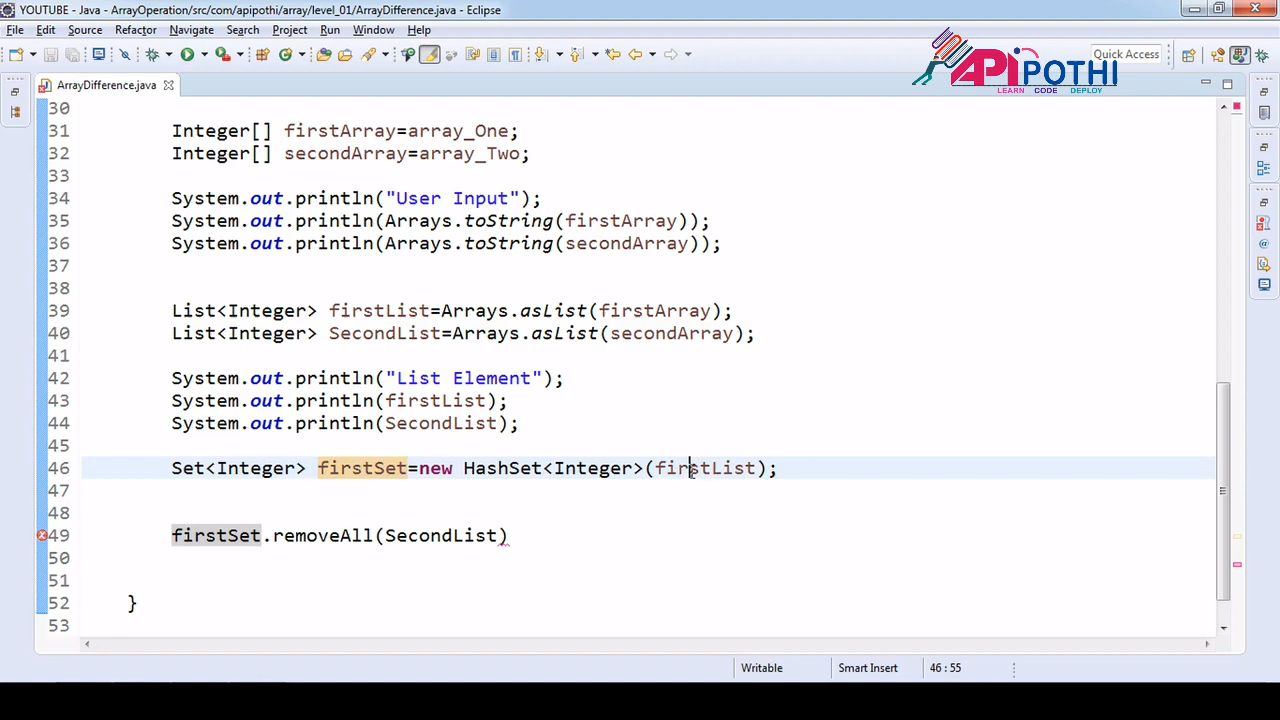 YOUTUBE - Java - ArrayOperation/src/com/apipothi/array/level_01/ArrayDifference.java - Eclipse
File Edit Source Refactor Navigate Search Project Run Window Help
Quick Access
APIPOTHI
LEARN CODE DEPLOY
ArrayDifference.java
30
31 Integer[] firstArray=array_One;
32 Integer[] secondArray=array_Two;
33
34 System.out.println("User Input");
35 System.out.println(Arrays.toString(firstArray));
36 System.out.println(Arrays.toString(secondArray));
37
38
39 List<Integer> firstList=Arrays.asList(firstArray);
40 List<Integer> SecondList=Arrays.asList(secondArray);
41
42 System.out.println("List Element");
43 System.out.println(firstList);
44 System.out.println(SecondList);
45
46 Set<Integer> firstSet=new HashSet<Integer>(firstList);
47
48
49 firstSet.removeAll(SecondList)
50
51
52 }
53
Writable Smart Insert 46 : 55